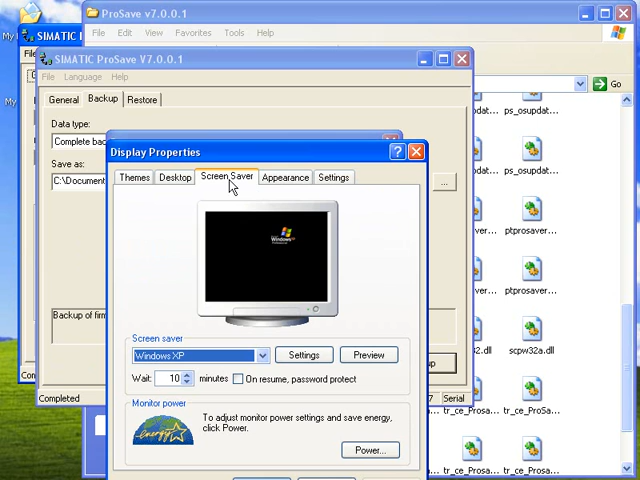 ProSave v7.0.0.1
File Edit View Favorites Tools Help
Go
SIMATIC
SIMATIC ProSave V7.0.0.1
File Language Help
General Backup Restore
Data type:
Complete bac
Save as:
C:\Document
...
Backup of firm
Completed
Serial
Display Properties
Themes Desktop Screen Saver Appearance Settings
Windows XP
Screen saver
Windows XP
Settings
Preview
Wait: 10 minutes
On resume, password protect
Monitor power
energy
To adjust monitor power settings and save energy,
click Power.
Power...
ps_osupdat...
ps_osupdat...
ptprosaver...
ptprosaver...
scpw32a.dll
tr_ce_Prosa...
tr_ce_ProSa...
tr_ce_Prosa...